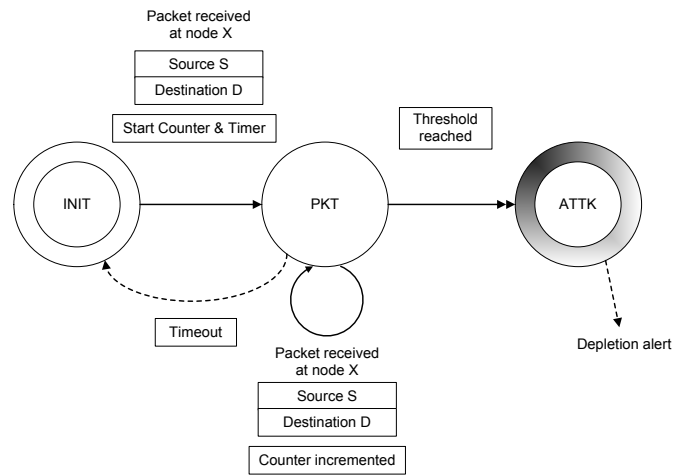 Packet received
at node X
Source S
Destination D
Start Counter & Timer
Threshold
reached
INIT
PKT
ATTK
Timeout
Depletion alert
Packet received
at node X
Source S
Destination D
Counter incremented